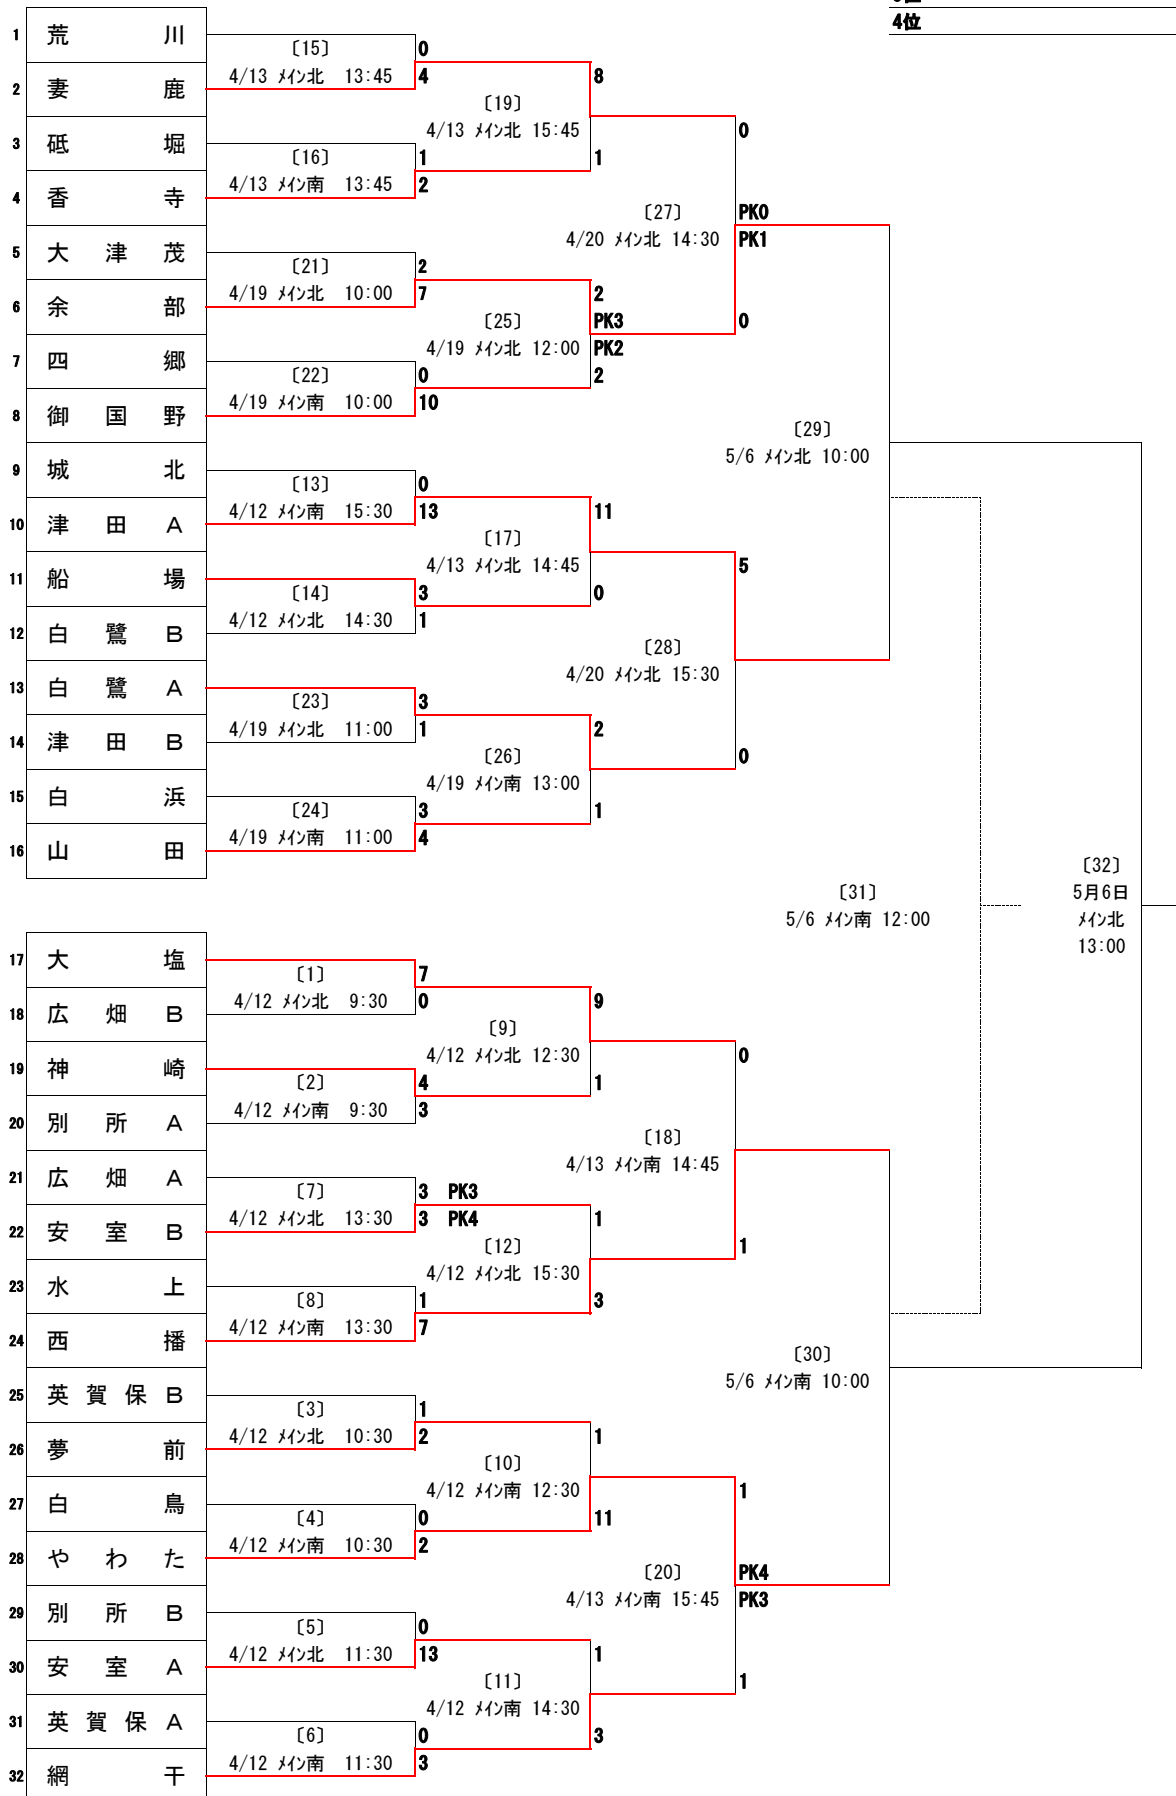 4位
1 荒川
〔15〕 0
4/13 ﾒｲﾝ北 13:45 4
2 妻鹿
8
〔19〕
4/13 ﾒｲﾝ北 15:45
0
3 砥堀
〔16〕 1
1
4/13 ﾒｲﾝ南 13:45 2
4 香寺
〔27〕 PK0
4/20 ﾒｲﾝ北 14:30 PK1
5 大津茂
〔21〕 2
4/19 ﾒｲﾝ北 10:00 7
2
6 余部
〔25〕 PK3
0
4/19 ﾒｲﾝ北 12:00 PK2
7 四郷
〔22〕 0
2
4/19 ﾒｲﾝ南 10:00 10
8 御国野
〔29〕
5/6 ﾒｲﾝ北 10:00
9 城北
〔13〕 0
4/12 ﾒｲﾝ南 15:30 13
11
10 津田A
〔17〕
4/13 ﾒｲﾝ北 14:45
5
11 船場
〔14〕 3
0
4/12 ﾒｲﾝ北 14:30 1
12 白鷺B
〔28〕
4/20 ﾒｲﾝ北 15:30
13 白鷺A
〔23〕 3
4/19 ﾒｲﾝ北 11:00 1
2
14 津田B
〔26〕
0
4/19 ﾒｲﾝ南 13:00
15 白浜
〔24〕 3
1
4/19 ﾒｲﾝ南 11:00 4
16 山田
〔32〕
〔31〕
5月6日
5/6 ﾒｲﾝ南 12:00
ﾒｲﾝ北
13:00
17 大塩
〔1〕 7
4/12 ﾒｲﾝ北 9:30 0
9
18 広畑B
〔9〕
4/12 ﾒｲﾝ北 12:30
0
19 神崎
〔2〕 4
1
4/12 ﾒｲﾝ南 9:30 3
20 別所A
〔18〕
4/13 ﾒｲﾝ南 14:45
21 広畑A
〔7〕 3 PK3
4/12 ﾒｲﾝ北 13:30 3 PK4
1
22 安室B
〔12〕
1
4/12 ﾒｲﾝ北 15:30
23 水上
〔8〕 1
3
4/12 ﾒｲﾝ南 13:30 7
24 西播
〔30〕
5/6 ﾒｲﾝ南 10:00
25 英賀保B
〔3〕 1
4/12 ﾒｲﾝ北 10:30 2
1
26 夢前
〔10〕
4/12 ﾒｲﾝ南 12:30
1
27 白鳥
〔4〕 0
11
4/12 ﾒｲﾝ南 10:30 2
28 やわた
〔20〕 PK4
4/13 ﾒｲﾝ南 15:45 PK3
29 別所B
〔5〕 0
4/12 ﾒｲﾝ北 11:30 13
1
30 安室A
〔11〕
1
4/12 ﾒｲﾝ南 14:30
31 英賀保A
〔6〕 0
3
4/12 ﾒｲﾝ南 11:30 3
32 網干